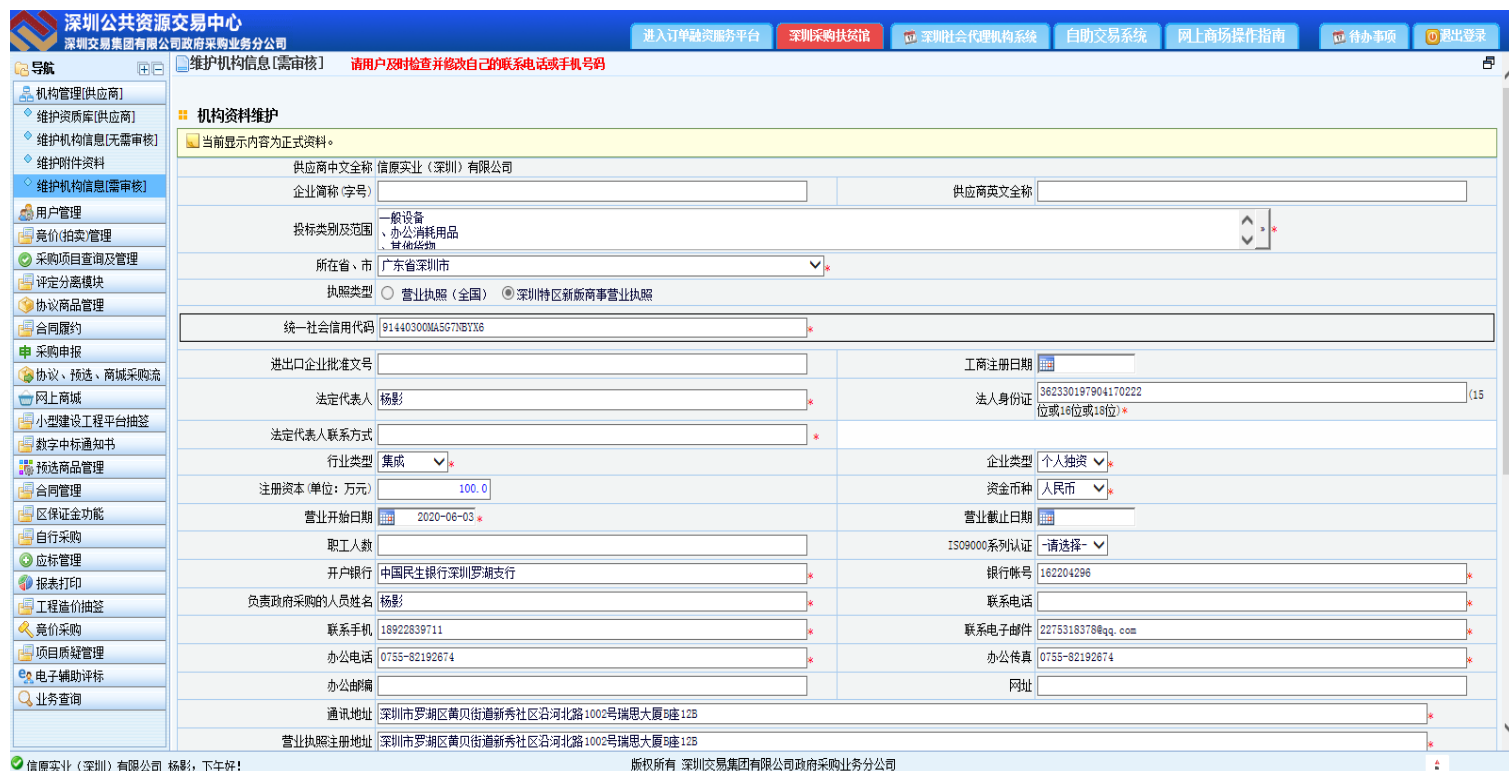 深圳公共资源交易中心
深圳交易集团有限公司政府采购业务分公司
进入订单融资服务平台 深圳采购扶贫馆 深圳社会代理机构系统 自助交易系统 网上商场操作指南 待办事项 退出登录
导航
维护机构信息[需审核] 请用户及时检查并修改自己的联系电话或手机号码
机构管理[供应商]
维护资质库[供应商]
维护机构信息[无需审核]
维护附件资料
维护机构信息[需审核]
用户管理
竟价(拍卖)管理
采购项目查询及管理
评定分离模块
协议商品管理
合同履约
采购申报
协议、预选、商城采购流
网上商城
小型建设工程平台抽签
数字中标通知书
预选商品管理
合同管理
区保证金功能
自行采购
应标管理
报表打印
工程造价抽签
竟价采购
项目质疑管理
电子辅助评标
业务查询
机构资料维护
当前显示内容为正式资料。
供应商中文全称 信原实业（深圳）有限公司
企业简称(字号) 供应商英文全称
投标类别及范围 一般设备
、办公消耗用品
、其他货物
*
所在省、市 广东省深圳市 *
执照类型 营业执照（全国） 深圳特区新版商事营业执照
统一社会信用代码 91440300MA5G7NBYX6 *
进出口企业批准文号 工商注册日期
法定代表人 杨影 * 法人身份证 362330197904170222 (15
位或16位或18位)*
法定代表人联系方式 *
行业类型 集成 * 企业类型 个人独资 *
注册资本(单位：万元) 100.0 资金币种 人民币 *
营业开始日期 2020-06-03 * 营业截止日期
职工人数 ISO9000系列认证 -请选择-
开户银行 中国民生银行深圳罗湖支行 * 银行帐号 162204296 *
负责政府采购的人员姓名 杨影 * 联系电话 *
联系手机 18922839711 * 联系电子邮件 2275318378@qq.com *
办公电话 0755-82192674 * 办公传真 0755-82192674 *
办公邮编 网址
通讯地址 深圳市罗湖区黄贝街道新秀社区沿河北路1002号瑞思大厦B座12B *
营业执照注册地址 深圳市罗湖区黄贝街道新秀社区沿河北路1002号瑞思大厦B座12B *
信原实业（深圳）有限公司 杨影，下午好！ 版权所有 深圳交易集团有限公司政府采购业务分公司